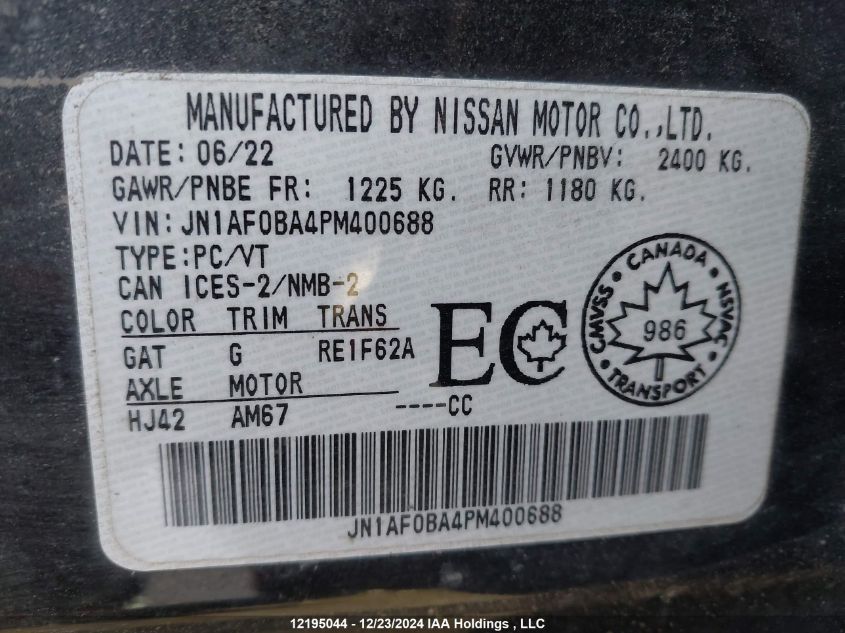 MANUFACTURED BY NISSAN MOTOR CO.,LTD.
DATE: 06/22 GVWR/PNBV: 2400 KG.
GAWR/PNBE FR: 1225 KG. RR: 1180 KG.
VIN: JN1AF0BA4PM400688
TYPE:PC/VT
CAN ICES-2/NMB-2
COLOR TRIM TRANS
GAT G RE1F62A
AXLE MOTOR
HJ42 AM67 ----CC
EC
CANADA
CMVSS 986 NSVAC
TRANSPORT
JN1AF0BA4PM400688
12195044 - 12/23/2024 IAA Holdings , LLC